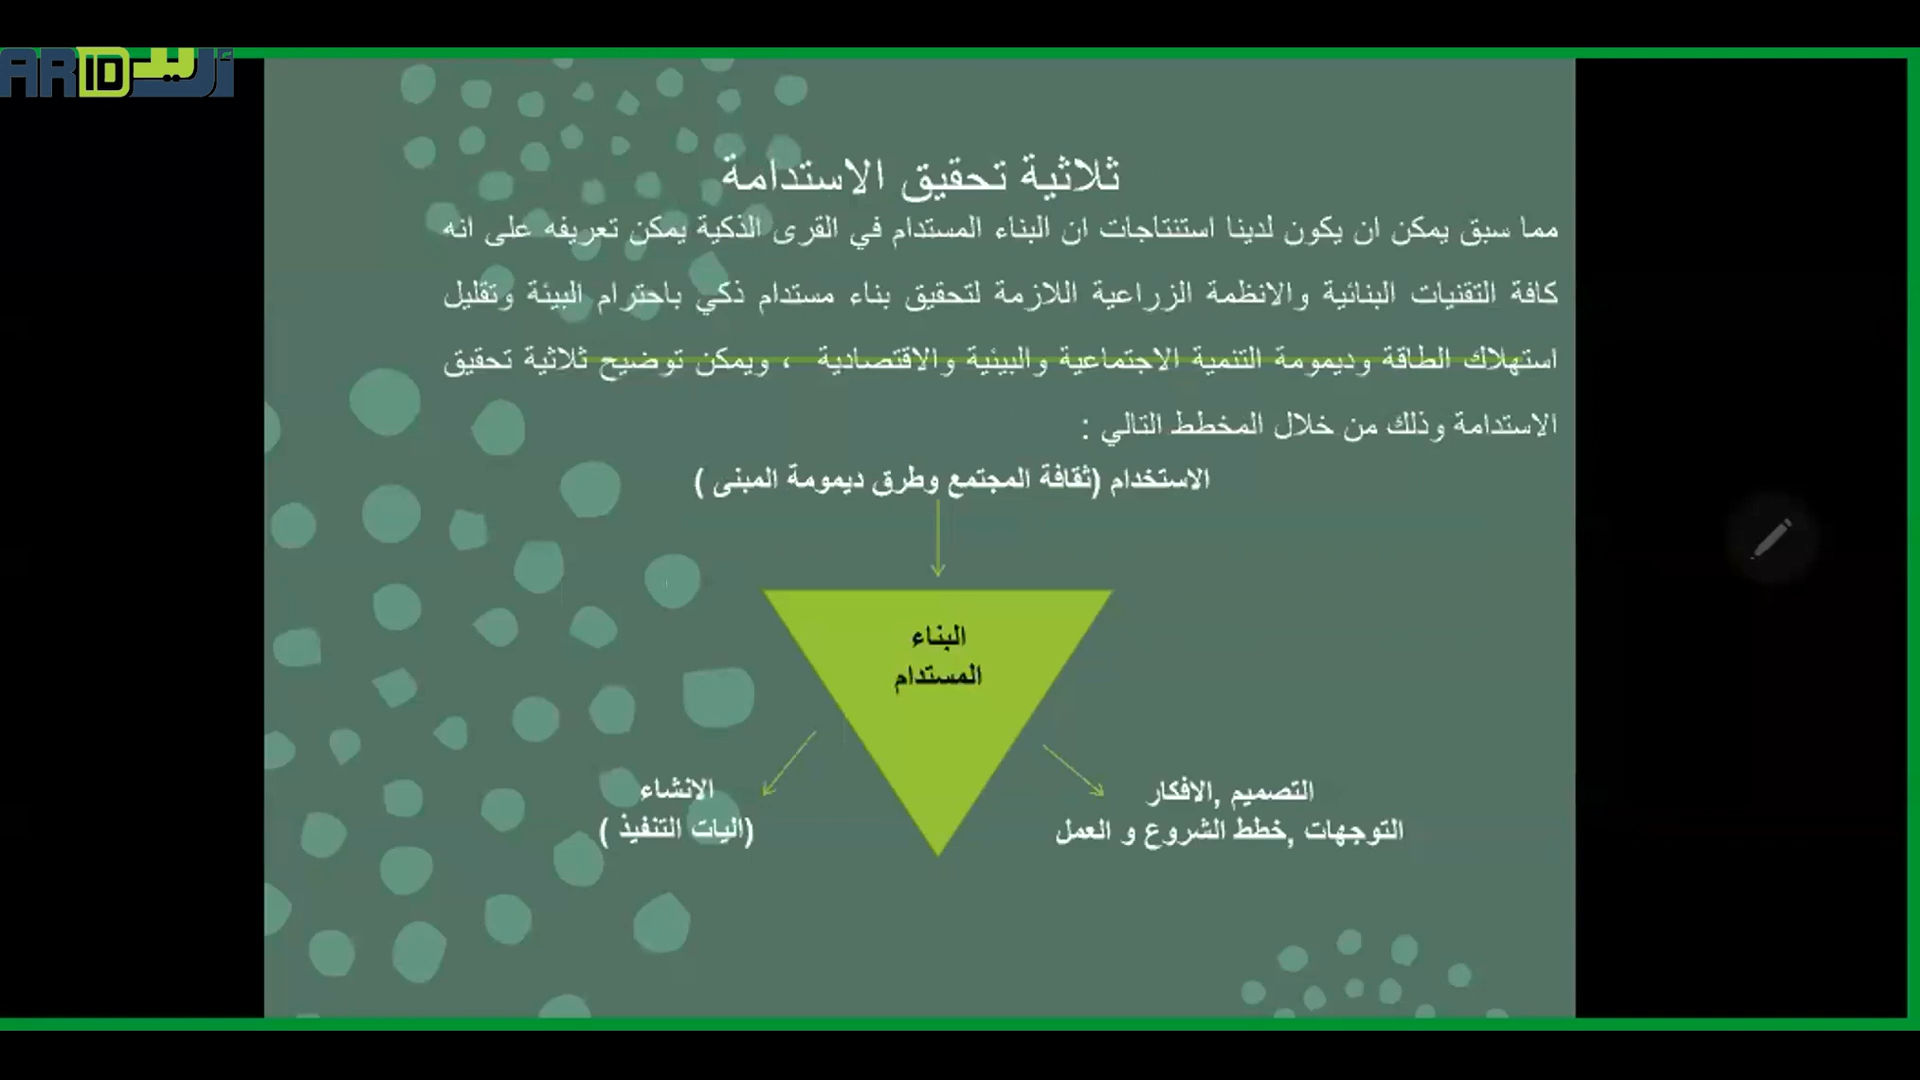 ARID أريد
ثلاثية تحقيق الاستدامة
مما سبق يمكن ان يكون لدينا استنتاجات ان البناء المستدام في القرى الذكية يمكن تعريفه على انه
كافة التقنيات البنائية والانظمة الزراعية اللازمة لتحقيق بناء مستدام ذكي باحترام البيئة وتقليل
استهلاك الطاقة وديمومة التنمية الاجتماعية والبيئية والاقتصادية ، ويمكن توضيح ثلاثية تحقيق
الاستدامة وذلك من خلال المخطط التالي :
الاستخدام (ثقافة المجتمع وطرق ديمومة المبنى )
البناء
المستدام
التصميم ,الافكار
التوجهات ,خطط الشروع و العمل
الانشاء
(اليات التنفيذ )